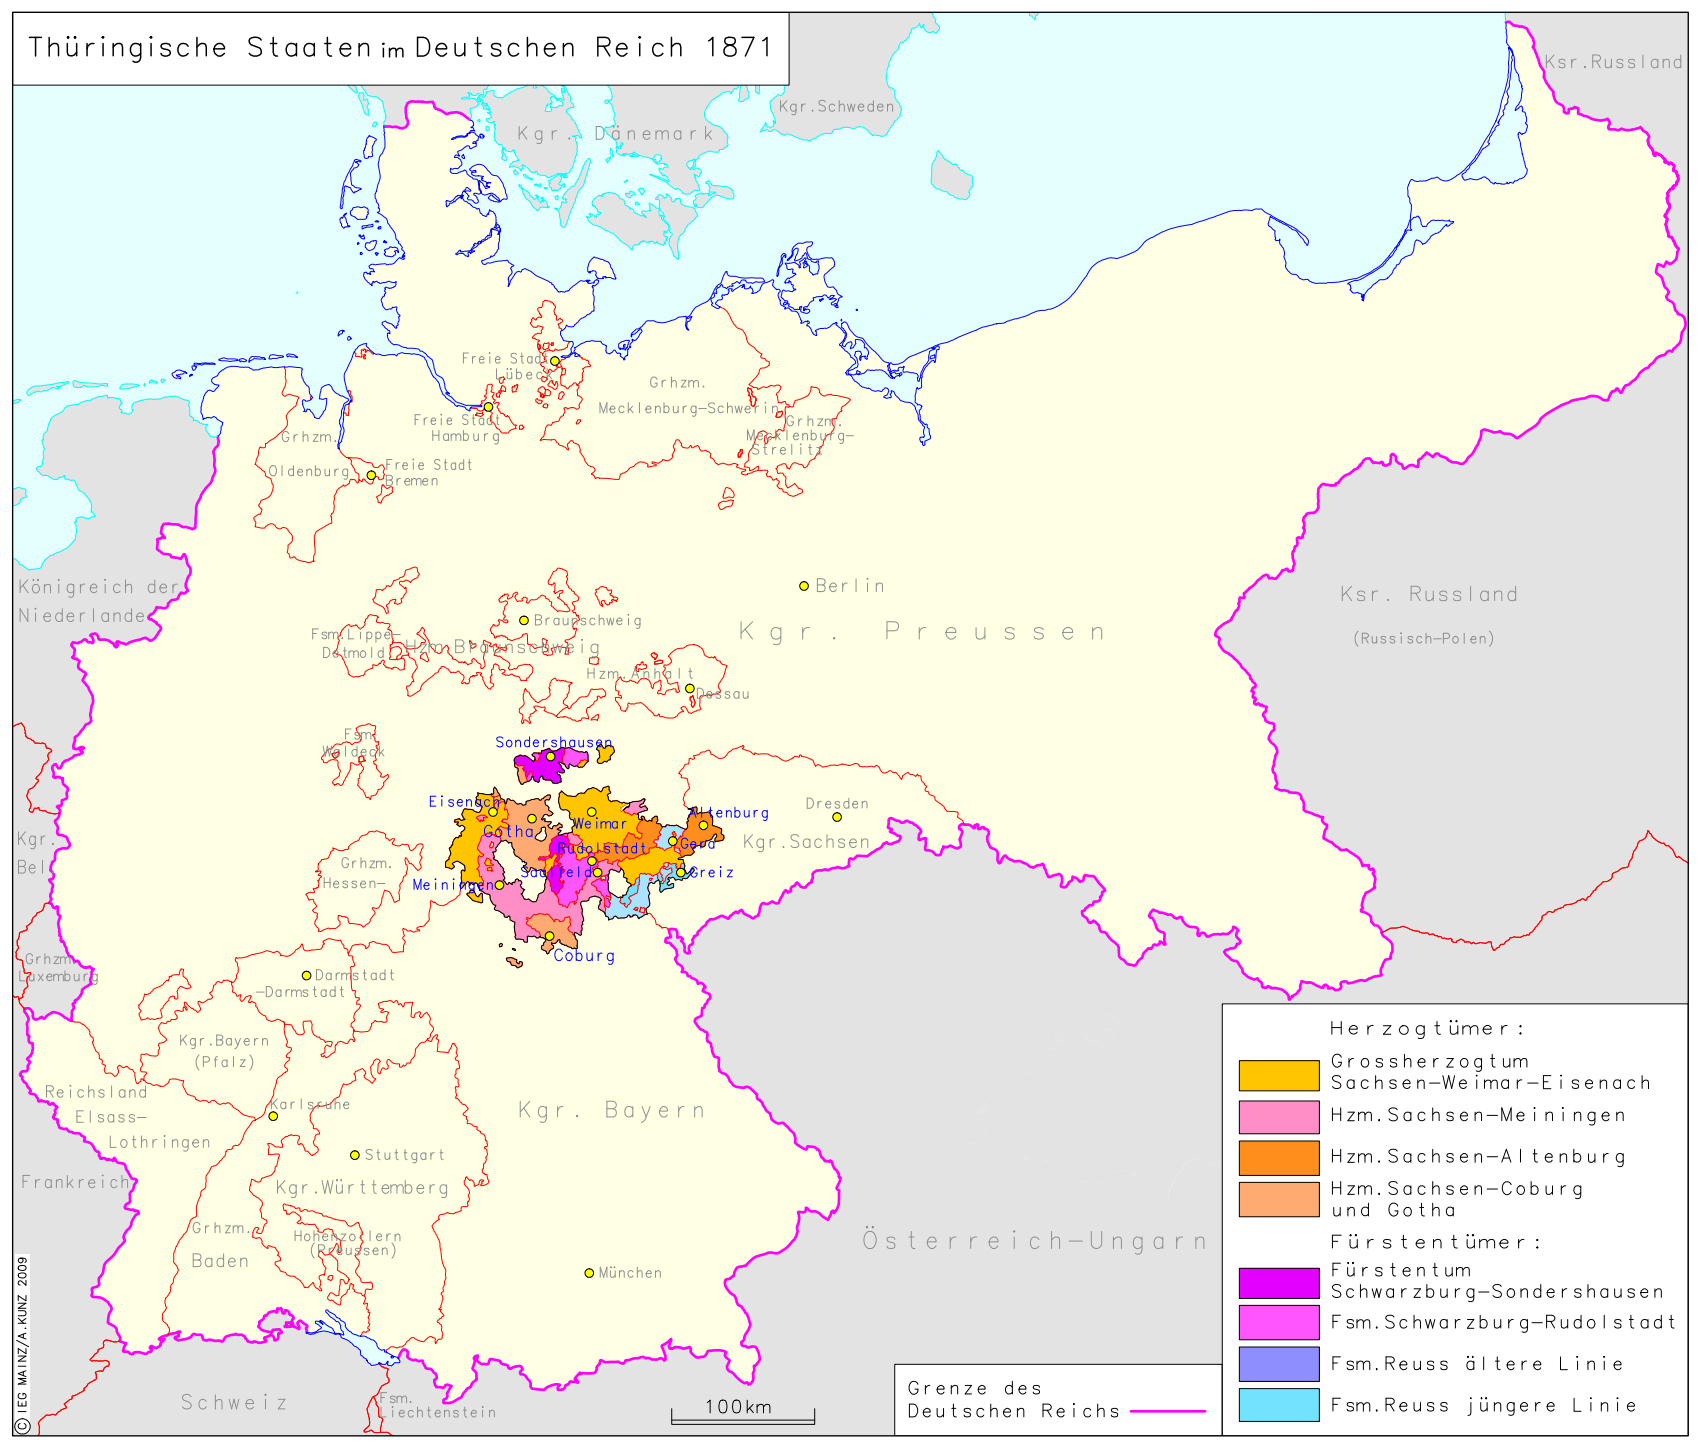 Thüringische Staaten im Deutschen Reich 1871
Ksr.Russland
Kgr.Schweden
Kgr. Dänemark
Freie Stadt
Lübeck
Grhzm.
Mecklenburg-Schwerin
Freie Stadt
Hamburg
Grhzm.
Mecklenburg-
Strelitz
Grhzm.
Oldenburg
Freie Stadt
Bremen
Königreich der
Niederlande
Berlin
Ksr. Russland
(Russisch-Polen)
Kgr. Preussen
Braunschweig
Fsm.Lippe-
Detmold
Hzm.Braunschweig
Hzm.Anhalt
Dessau
Fsm.
Waldeck
Sondershausen
Eisenach
Gotha
Weimar
Altenburg
Dresden
Kgr.Sachsen
Gera
Rudolstadt
Saalfeld
Greiz
Meiningen
Coburg
Kgr.
Bel
Grhzm.
Hessen-
Grhzm.
Luxemburg
Darmstadt
-Darmstadt
Kgr.Bayern
(Pfalz)
Reichsland
Elsass-
Lothringen
Karlsruhe
Kgr. Bayern
Stuttgart
Kgr.Württemberg
Frankreich
Grhzm.
Baden
Hohenzollern
(Preussen)
Österreich-Ungarn
München
Schweiz
Fsm.
Liechtenstein
100km
Grenze des
Deutschen Reichs
Herzogtümer:
Grossherzogtum
Sachsen-Weimar-Eisenach
Hzm.Sachsen-Meiningen
Hzm.Sachsen-Altenburg
Hzm.Sachsen-Coburg
und Gotha
Fürstentümer:
Fürstentum
Schwarzburg-Sondershausen
Fsm.Schwarzburg-Rudolstadt
Fsm.Reuss ältere Linie
Fsm.Reuss jüngere Linie
© IEG MAINZ/A.KUNZ 2009